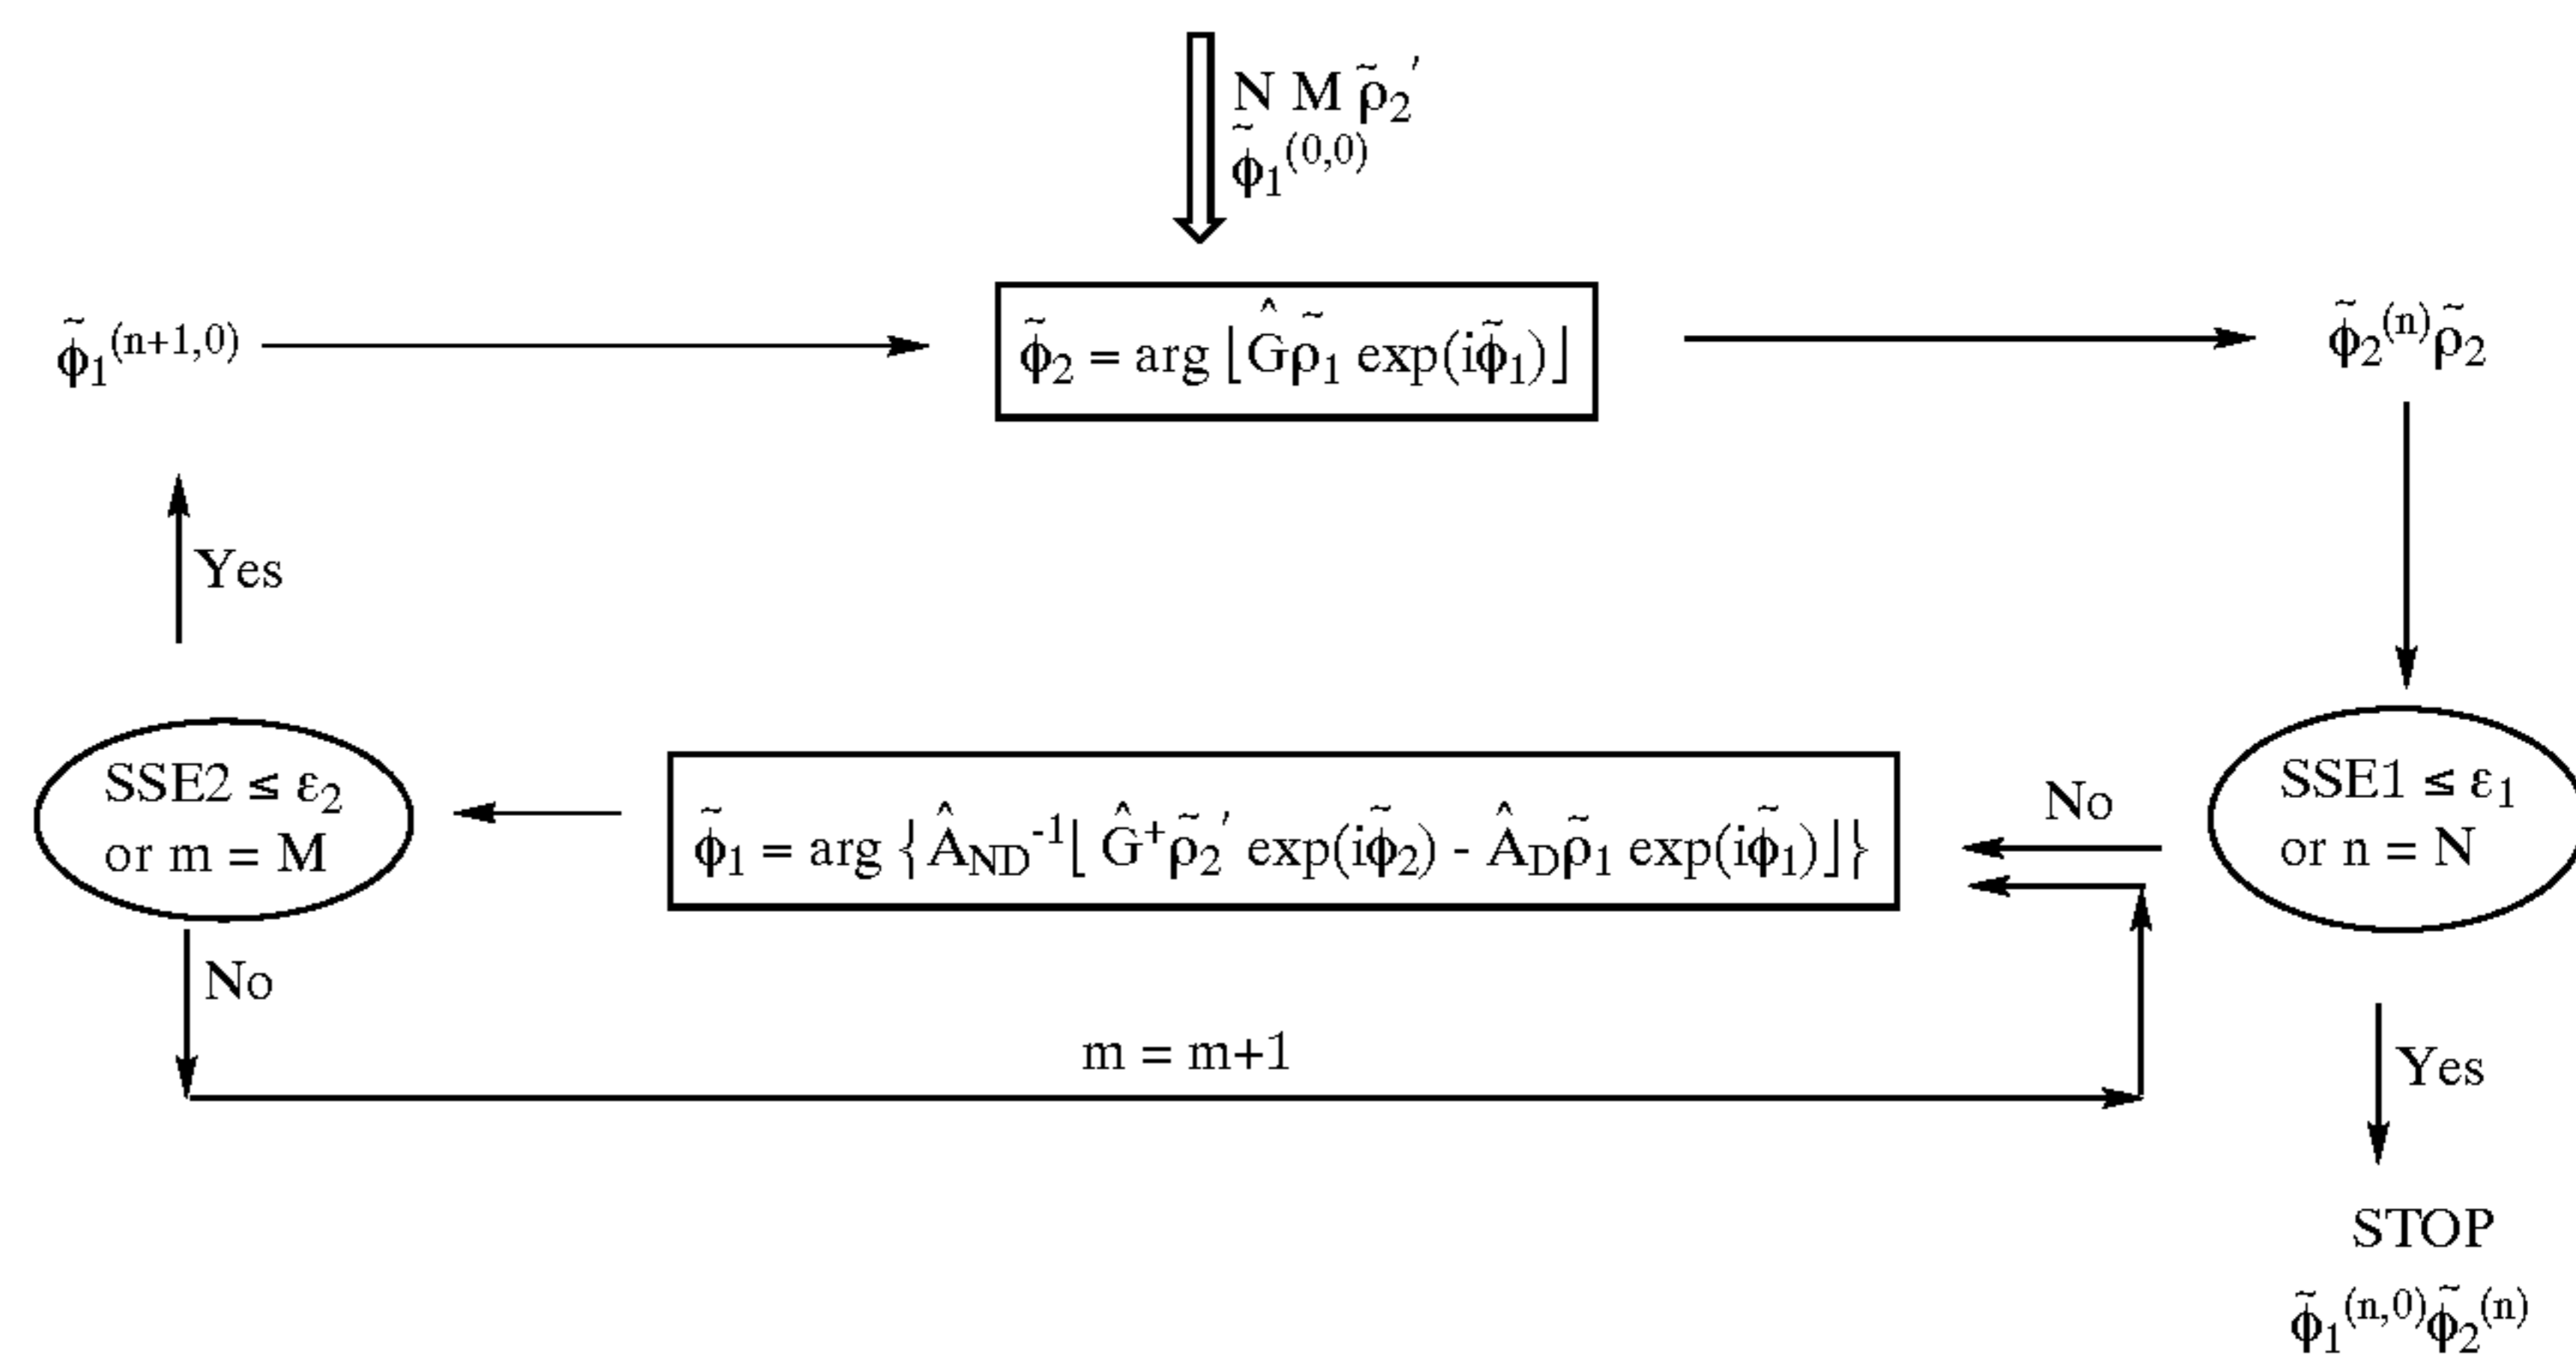 N M ρ̃₂′
ϕ̃₁⁽⁰,⁰⁾
ϕ̃₁⁽ⁿ⁺¹,⁰⁾
ϕ̃₂ = arg ⌊Ĝρ̃₁ exp(iϕ̃₁)⌋
ϕ̃₂⁽ⁿ⁾ρ̃₂
Yes
SSE2 ≤ ε₂
or m = M
ϕ̃₁ = arg {Â_ND⁻¹⌊ Ĝ⁺ρ̃₂′ exp(iϕ̃₂) - Â_Dρ̃₁ exp(iϕ̃₁)⌋}
No
SSE1 ≤ ε₁
or n = N
No
m = m+1
Yes
STOP
ϕ̃₁⁽ⁿ,⁰⁾ϕ̃₂⁽ⁿ⁾